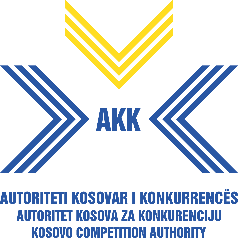 AKK
AUTORITETI KOSOVAR I KONKURRENCËS
AUTORITET KOSOVA ZA KONKURENCIJU
KOSOVO COMPETITION AUTHORITY